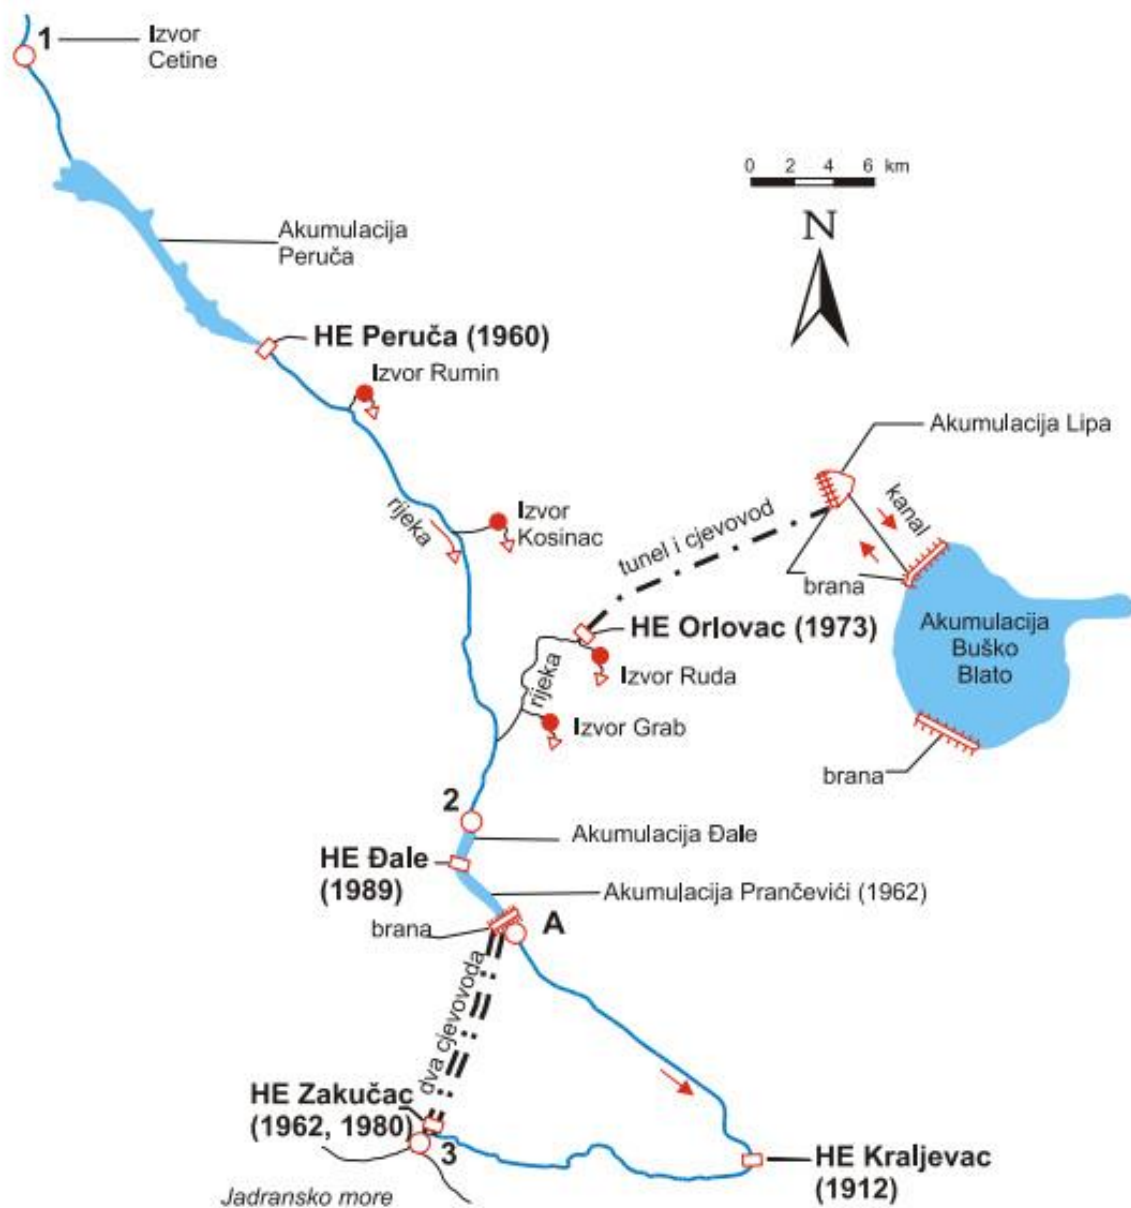 1
Izvor
Cetine
0 2 4 6 km
N
Akumulacija
Peruča
HE Peruča (1960)
Izvor Rumin
Akumulacija Lipa
kanal
rijeka
Izvor
Kosinac
tunel i cjevovod
brana
HE Orlovac (1973)
Akumulacija
Buško
Blato
rijeka
Izvor Ruda
Izvor Grab
brana
2
Akumulacija Đale
HE Đale
(1989)
Akumulacija Prančevići (1962)
brana
A
dva cjevovoda
HE Zakučac
(1962, 1980)
3
HE Kraljevac
(1912)
Jadransko more